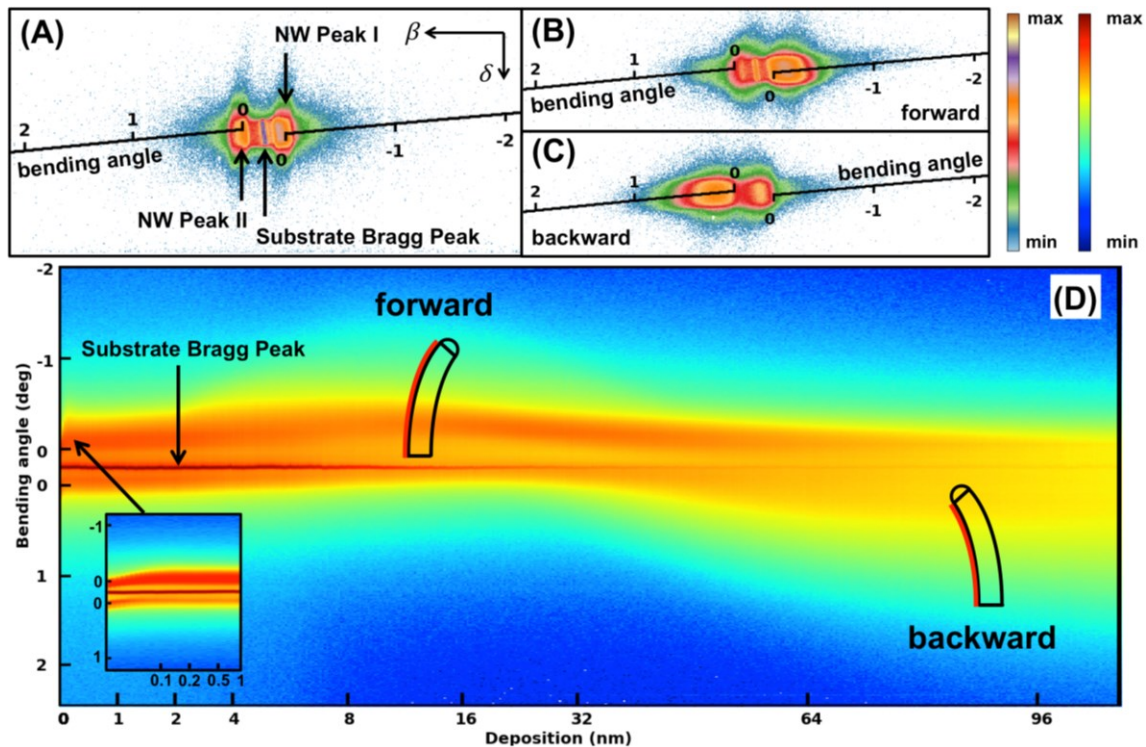 (A)
NW Peak I
β
δ
2
1
0
bending angle
0
-1
-2
NW Peak II
Substrate Bragg Peak
(B)
2
1
0
bending angle
0
-1
-2
forward
(C)
2
1
0
bending angle
0
-1
-2
backward
max
max
min
min
(D)
forward
Substrate Bragg Peak
backward
Bending angle (deg)
-2
-1
0
0
1
2
-1
0
0
1
0.1 0.2 0.5 1
0 1 2 4 8 16 32 64 96
Deposition (nm)